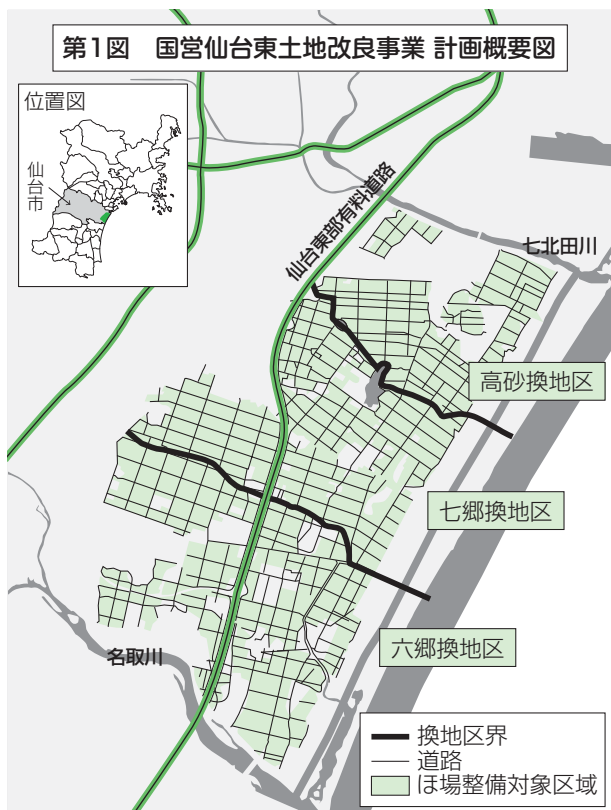 第1図　国営仙台東土地改良事業 計画概要図
位置図
仙台市
仙台東部有料道路
七北田川
高砂換地区
七郷換地区
六郷換地区
名取川
換地区界
道路
ほ場整備対象区域